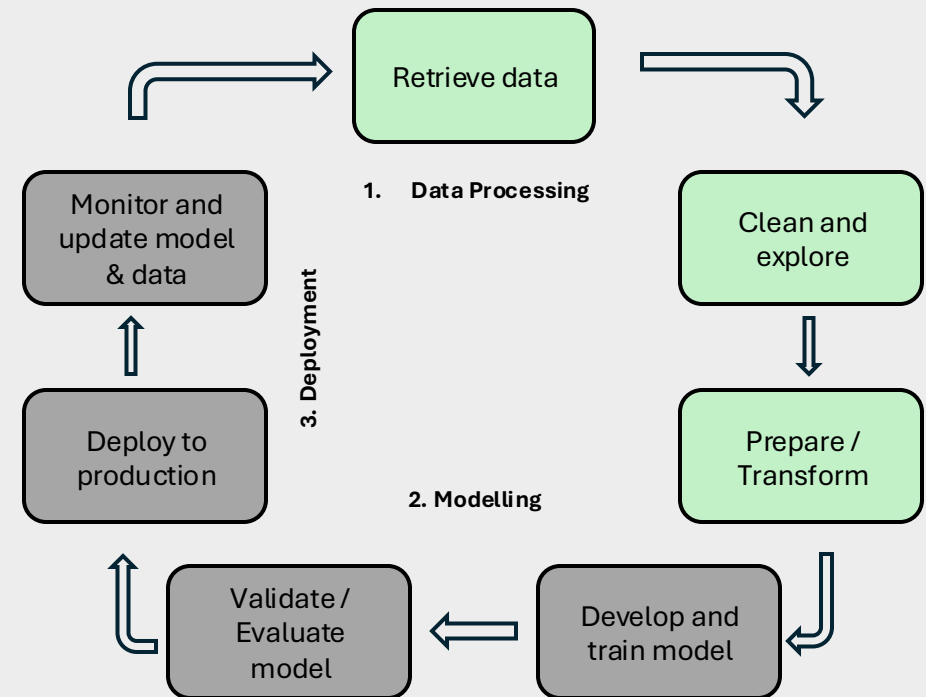 Retrieve data
1. Data Processing
Clean and
explore
Prepare /
Transform
2. Modelling
Develop and
train model
Validate /
Evaluate
model
3. Deployment
Deploy to
production
Monitor and
update model
& data